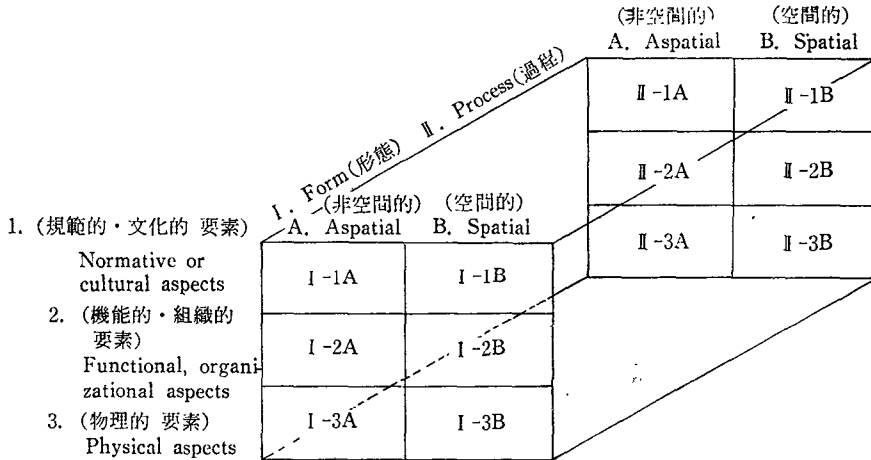 (非空間的) (空間的)
A. Aspatial B. Spatial
Ⅱ. Process(過程)
Ⅱ-1A Ⅱ-1B
Ⅱ-2A Ⅱ-2B
Ⅱ-3A Ⅱ-3B
Ⅰ. Form(形態)
(非空間的) (空間的)
A. Aspatial B. Spatial
1. (規範的・文化的 要素)
Normative or
cultural aspects
Ⅰ-1A Ⅰ-1B
2. (機能的・組織的
要素)
Functional, organi-
zational aspects
Ⅰ-2A Ⅰ-2B
3. (物理的 要素)
Physical aspects
Ⅰ-3A Ⅰ-3B